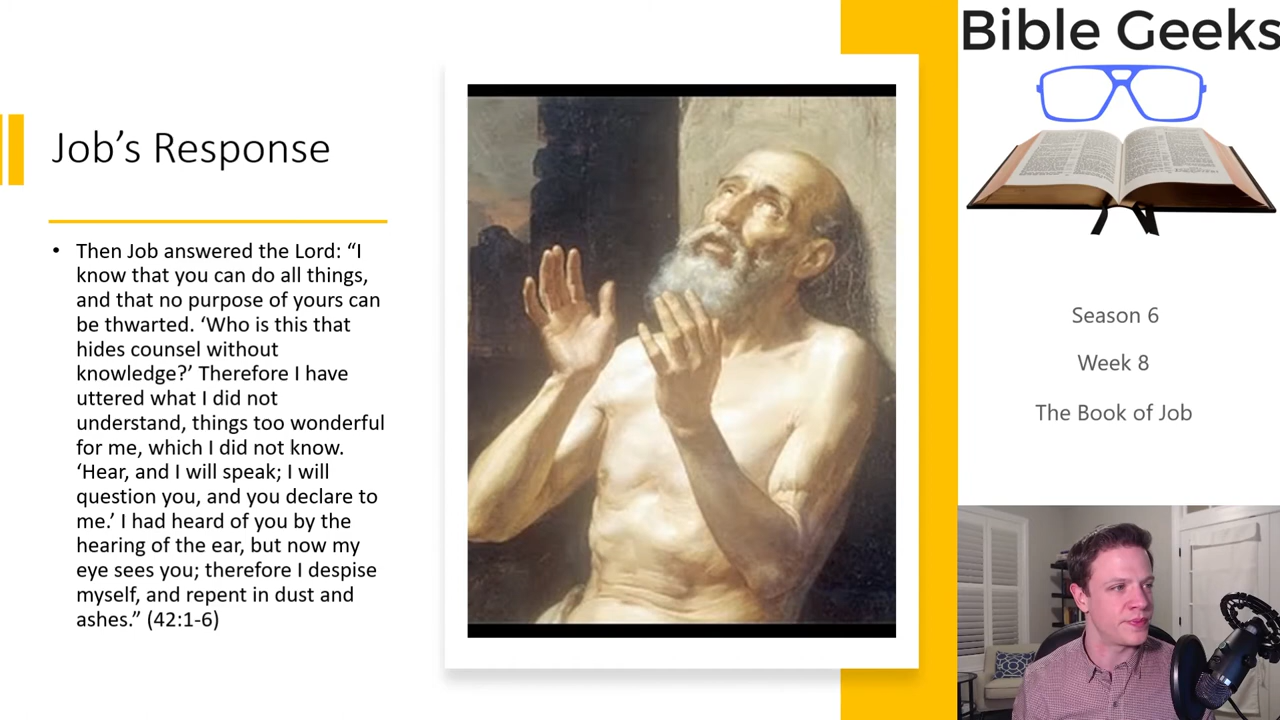 Job’s Response
• Then Job answered the Lord: “I
know that you can do all things,
and that no purpose of yours can
be thwarted. ‘Who is this that
hides counsel without
knowledge?’ Therefore I have
uttered what I did not
understand, things too wonderful
for me, which I did not know.
‘Hear, and I will speak; I will
question you, and you declare to
me.’ I had heard of you by the
hearing of the ear, but now my
eye sees you; therefore I despise
myself, and repent in dust and
ashes.” (42:1-6)
Bible Geeks
Season 6
Week 8
The Book of Job